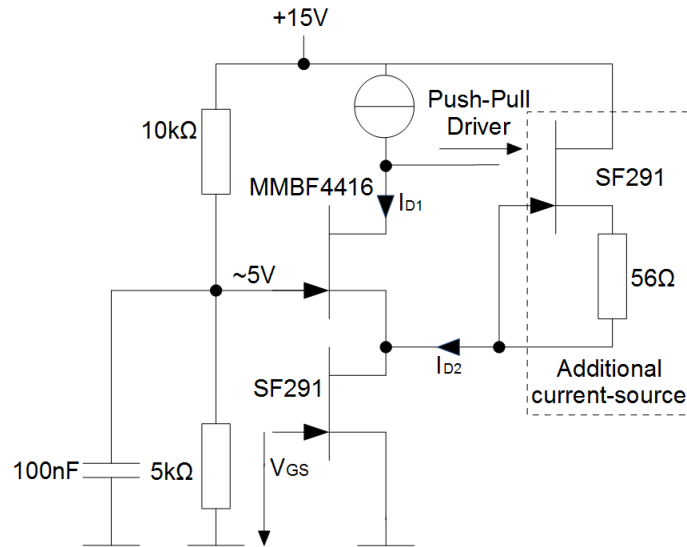 +15V
Push-Pull
Driver
10kΩ
MMBF4416
SF291
ID1
~5V
56Ω
ID2
SF291
Additional
current-source
VGS
100nF
5kΩ